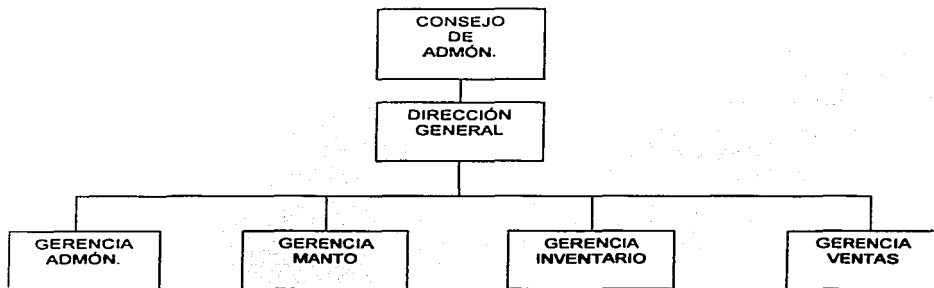 CONSEJO
DE
ADMÓN.
DIRECCIÓN
GENERAL
GERENCIA
ADMÓN.
GERENCIA
MANTO
GERENCIA
INVENTARIO
GERENCIA
VENTAS